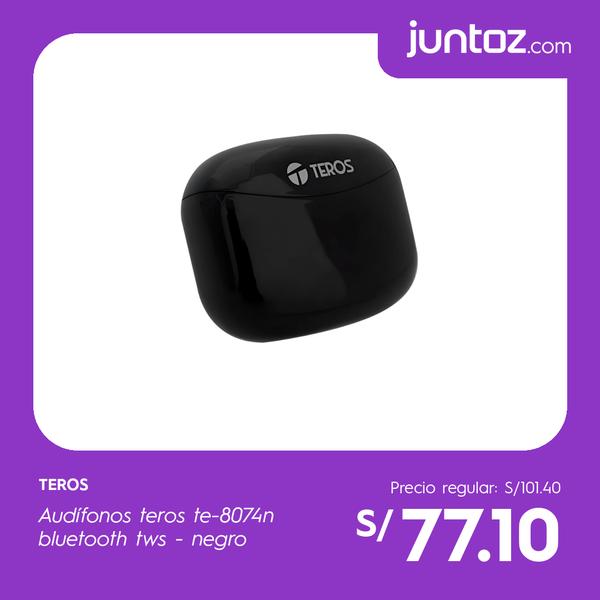 juntoz.com
TEROS
TEROS
Audífonos teros te-8074n
bluetooth tws - negro
Precio regular: S/101.40
S/77.10